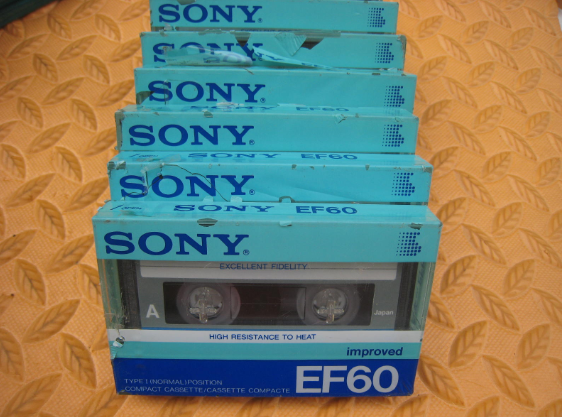 SONY
SONY
SONY
EF60
SONY
SONY EF60
SONY
SONY EF60
SONY
EXCELLENT FIDELITY
A
Japan
HIGH RESISTANCE TO HEAT
improved
TYPE I (NORMAL) POSITION
COMPACT CASSETTE/CASSETTE COMPACTE
EF60